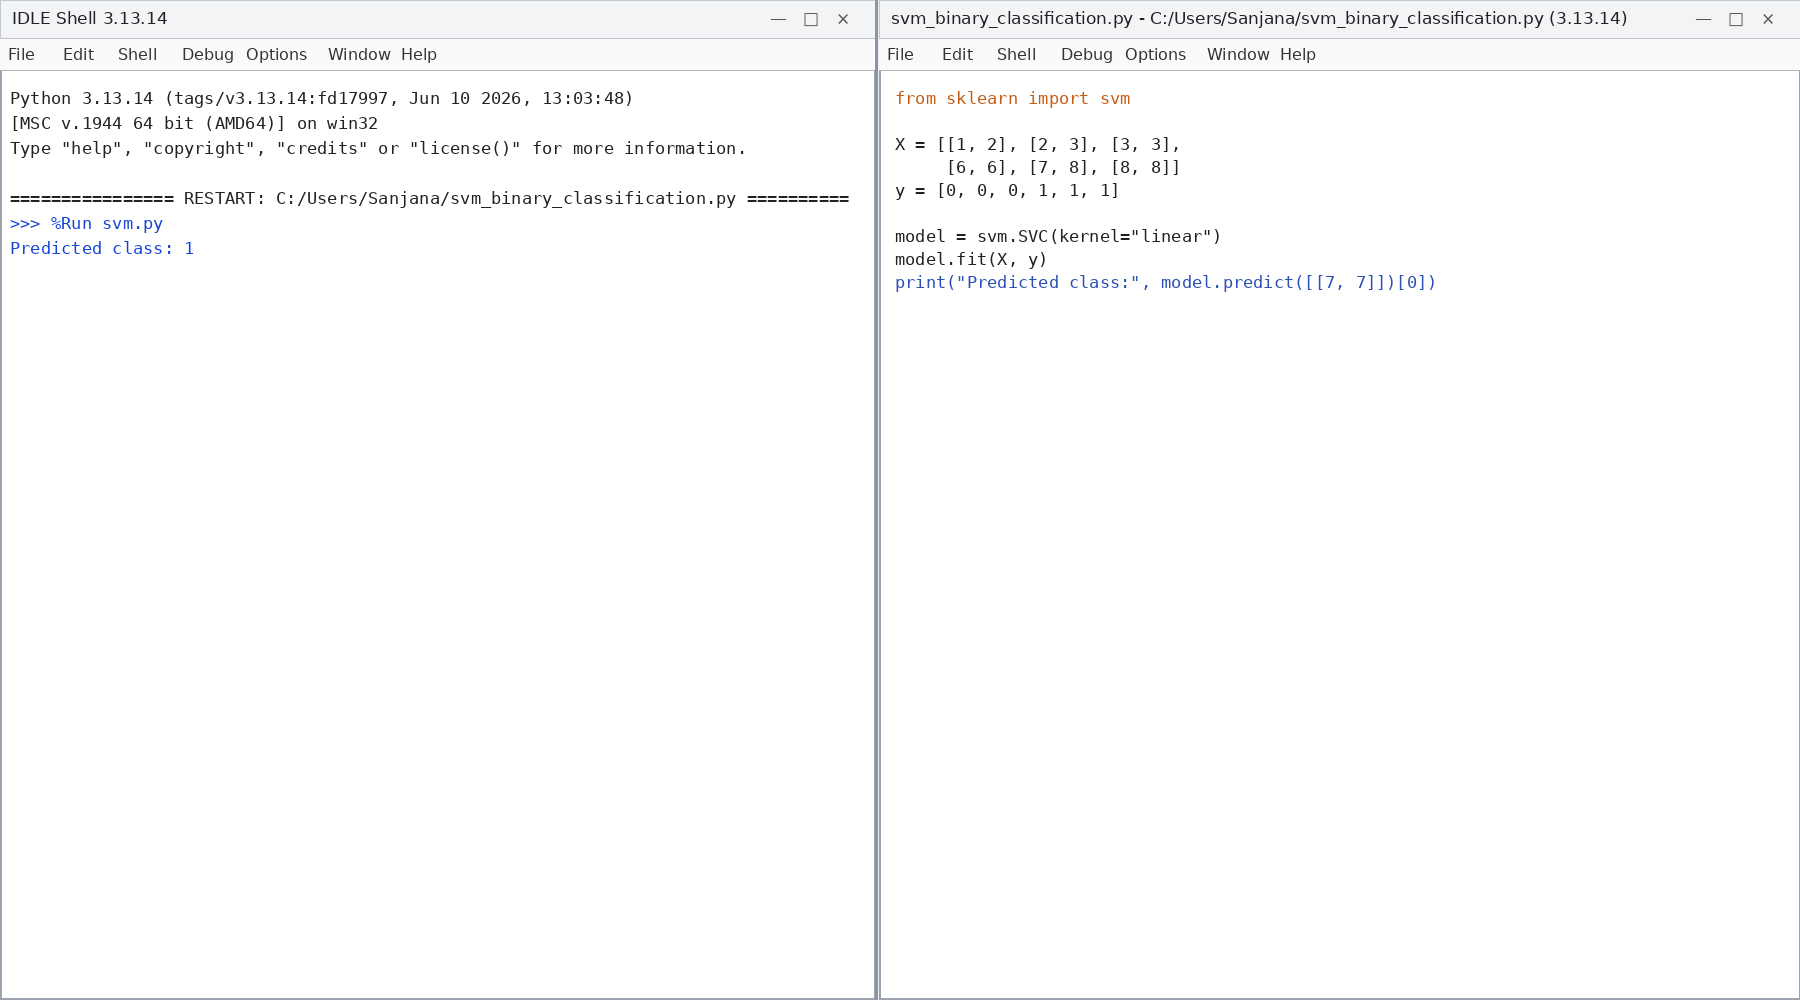 IDLE Shell 3.13.14
File Edit Shell Debug Options Window Help
Python 3.13.14 (tags/v3.13.14:fd17997, Jun 10 2026, 13:03:48)
[MSC v.1944 64 bit (AMD64)] on win32
Type "help", "copyright", "credits" or "license()" for more information.
================ RESTART: C:/Users/Sanjana/svm_binary_classification.py ==========
>>> %Run svm.py
Predicted class: 1
svm_binary_classification.py - C:/Users/Sanjana/svm_binary_classification.py (3.13.14)
File Edit Shell Debug Options Window Help
from sklearn import svm
X = [[1, 2], [2, 3], [3, 3],
     [6, 6], [7, 8], [8, 8]]
y = [0, 0, 0, 1, 1, 1]
model = svm.SVC(kernel="linear")
model.fit(X, y)
print("Predicted class:", model.predict([[7, 7]])[0])